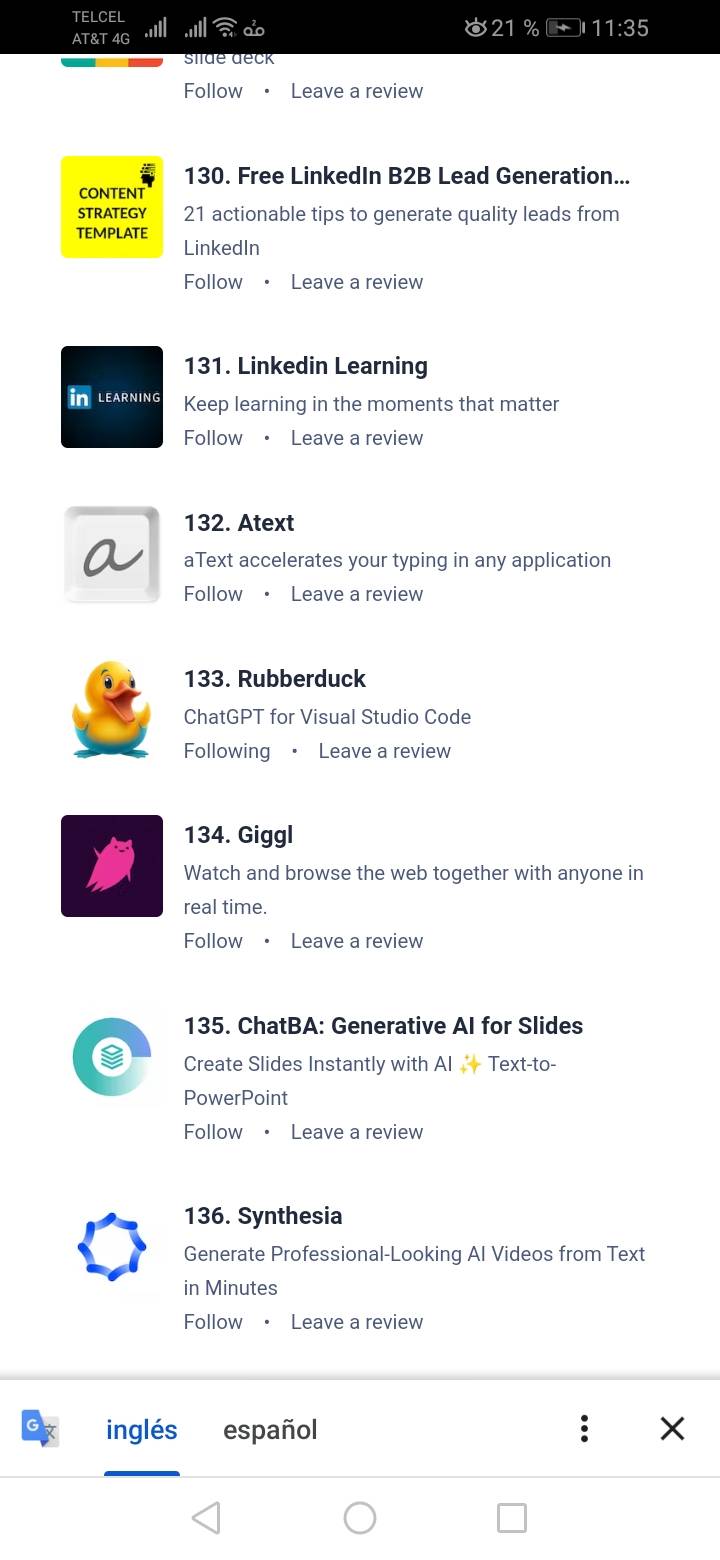 TELCEL
AT&T 4G
2
21 % 11:35
slide deck
Follow • Leave a review
CONTENT
STRATEGY
TEMPLATE
130. Free LinkedIn B2B Lead Generation...
21 actionable tips to generate quality leads from
LinkedIn
Follow • Leave a review
in LEARNING
131. Linkedin Learning
Keep learning in the moments that matter
Follow • Leave a review
a
132. Atext
aText accelerates your typing in any application
Follow • Leave a review
133. Rubberduck
ChatGPT for Visual Studio Code
Following • Leave a review
134. Giggl
Watch and browse the web together with anyone in
real time.
Follow • Leave a review
135. ChatBA: Generative AI for Slides
Create Slides Instantly with AI ✨ Text-to-
PowerPoint
Follow • Leave a review
136. Synthesia
Generate Professional-Looking AI Videos from Text
in Minutes
Follow • Leave a review
G 文 inglés español